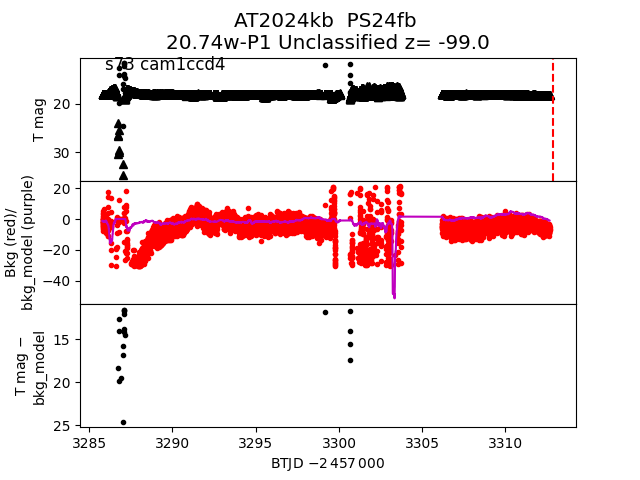 AT2024kb  PS24fb
20.74w-P1 Unclassified z= -99.0
s73 cam1ccd4
T mag
20
30
Bkg (red)/
bkg_model (purple)
20
0
−20
−40
T mag −
bkg_model
15
20
25
3285
3290
3295
3300
3305
3310
BTJD −2 457 000